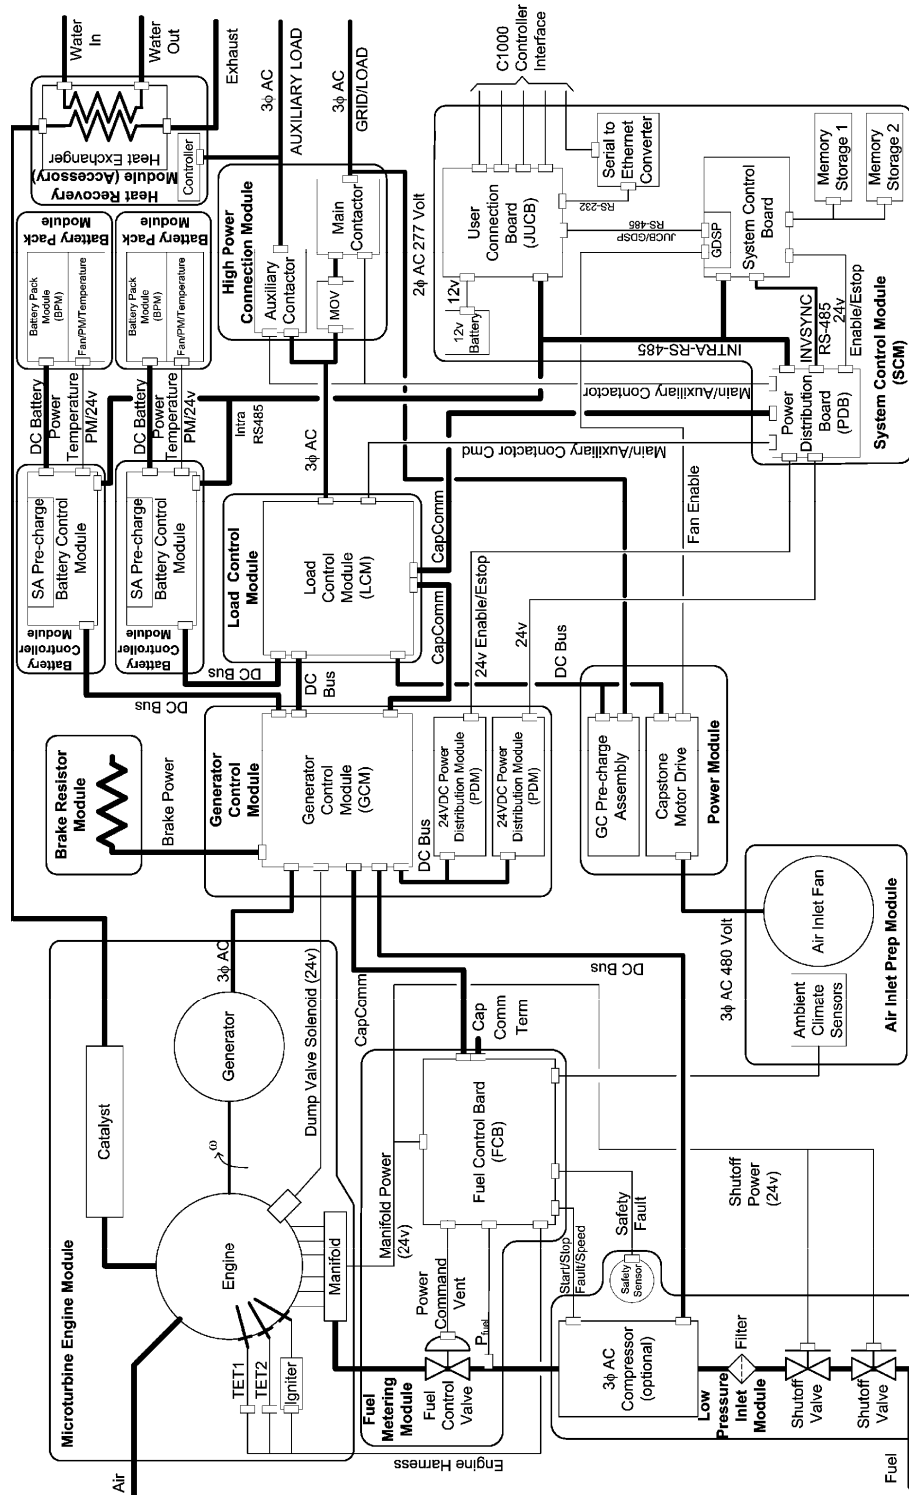 Water
In
Water
Out
Exhaust
3ϕ AC
AUXILIARY LOAD
3ϕ AC
GRID/LOAD
C1000
Controller
Interface
Heat Exchanger
Heat Recovery
Module (Accessory)
Controller
Battery Pack
Module
Battery Pack
Module
(BPM)
Fan/PM/Temperature
Battery Pack
Module
Battery Pack
Module
(BPM)
Fan/PM/Temperature
High Power
Connection Module
Auxiliary
Contactor
Main
Contactor
MOV
2ϕ AC 277 Volt
User
Connection
Board
(JUCB)
12v
12v
Battery
RS-232
Serial to
Ethernet
Converter
RS-485
JUCB/GDSP
GDSP
System Control
Board
Memory
Storage 1
Memory
Storage 2
INTRA-RS-485
INVSYNC
RS-485
24v
Enable/Estop
Power
Distribution
Board
(PDB)
System Control Module
(SCM)
Main/Auxiliary Contactor
Main/Auxiliary Contactor Cmd
DC Battery
Power
Temperature
PM/24v
DC Battery
Power
Temperature
PM/24v
Intra
RS485
3ϕ AC
SA Pre-charge
Battery Control
Module
Battery
Controller
Module
SA Pre-charge
Battery Control
Module
Battery
Controller
Module
Load Control
Module
Load
Control
Module
(LCM)
CapComm
CapComm
Fan Enable
24v Enable/Estop
24v
DC Bus
DC Bus
DC Bus
DC
Bus
Brake Resistor
Module
Brake Power
Generator
Control
Module
Generator
Control
Module
(GCM)
DC Bus
24VDC Power
Distribution Module
(PDM)
24VDC Power
Distribution Module
(PDM)
GC Pre-charge
Assembly
Capstone
Motor Drive
Power Module
3ϕ AC 480 Volt
Air Inlet Fan
Ambient
Climate
Sensors
Air Inlet Prep Module
Microturbine Engine Module
Catalyst
Generator
3ϕ AC
ω
Engine
Dump Valve Solenoid (24v)
Manifold
TET1
TET2
Igniter
Air
Engine Harness
CapComm
Cap
Comm
Term
DC Bus
Manifold Power
(24v)
Fuel Control Bard
(FCB)
Fuel
Metering
Module
Power
Command
Vent
Fuel
Control
Valve
Pfuel
Start/Stop
Fault/Speed
Safety
Fault
Safety
Sensor
3ϕ AC
Compressor
(optional)
Low
Pressure
Inlet
Module
Filter
Shutoff
Power
(24v)
Shutoff
Valve
Shutoff
Valve
Fuel